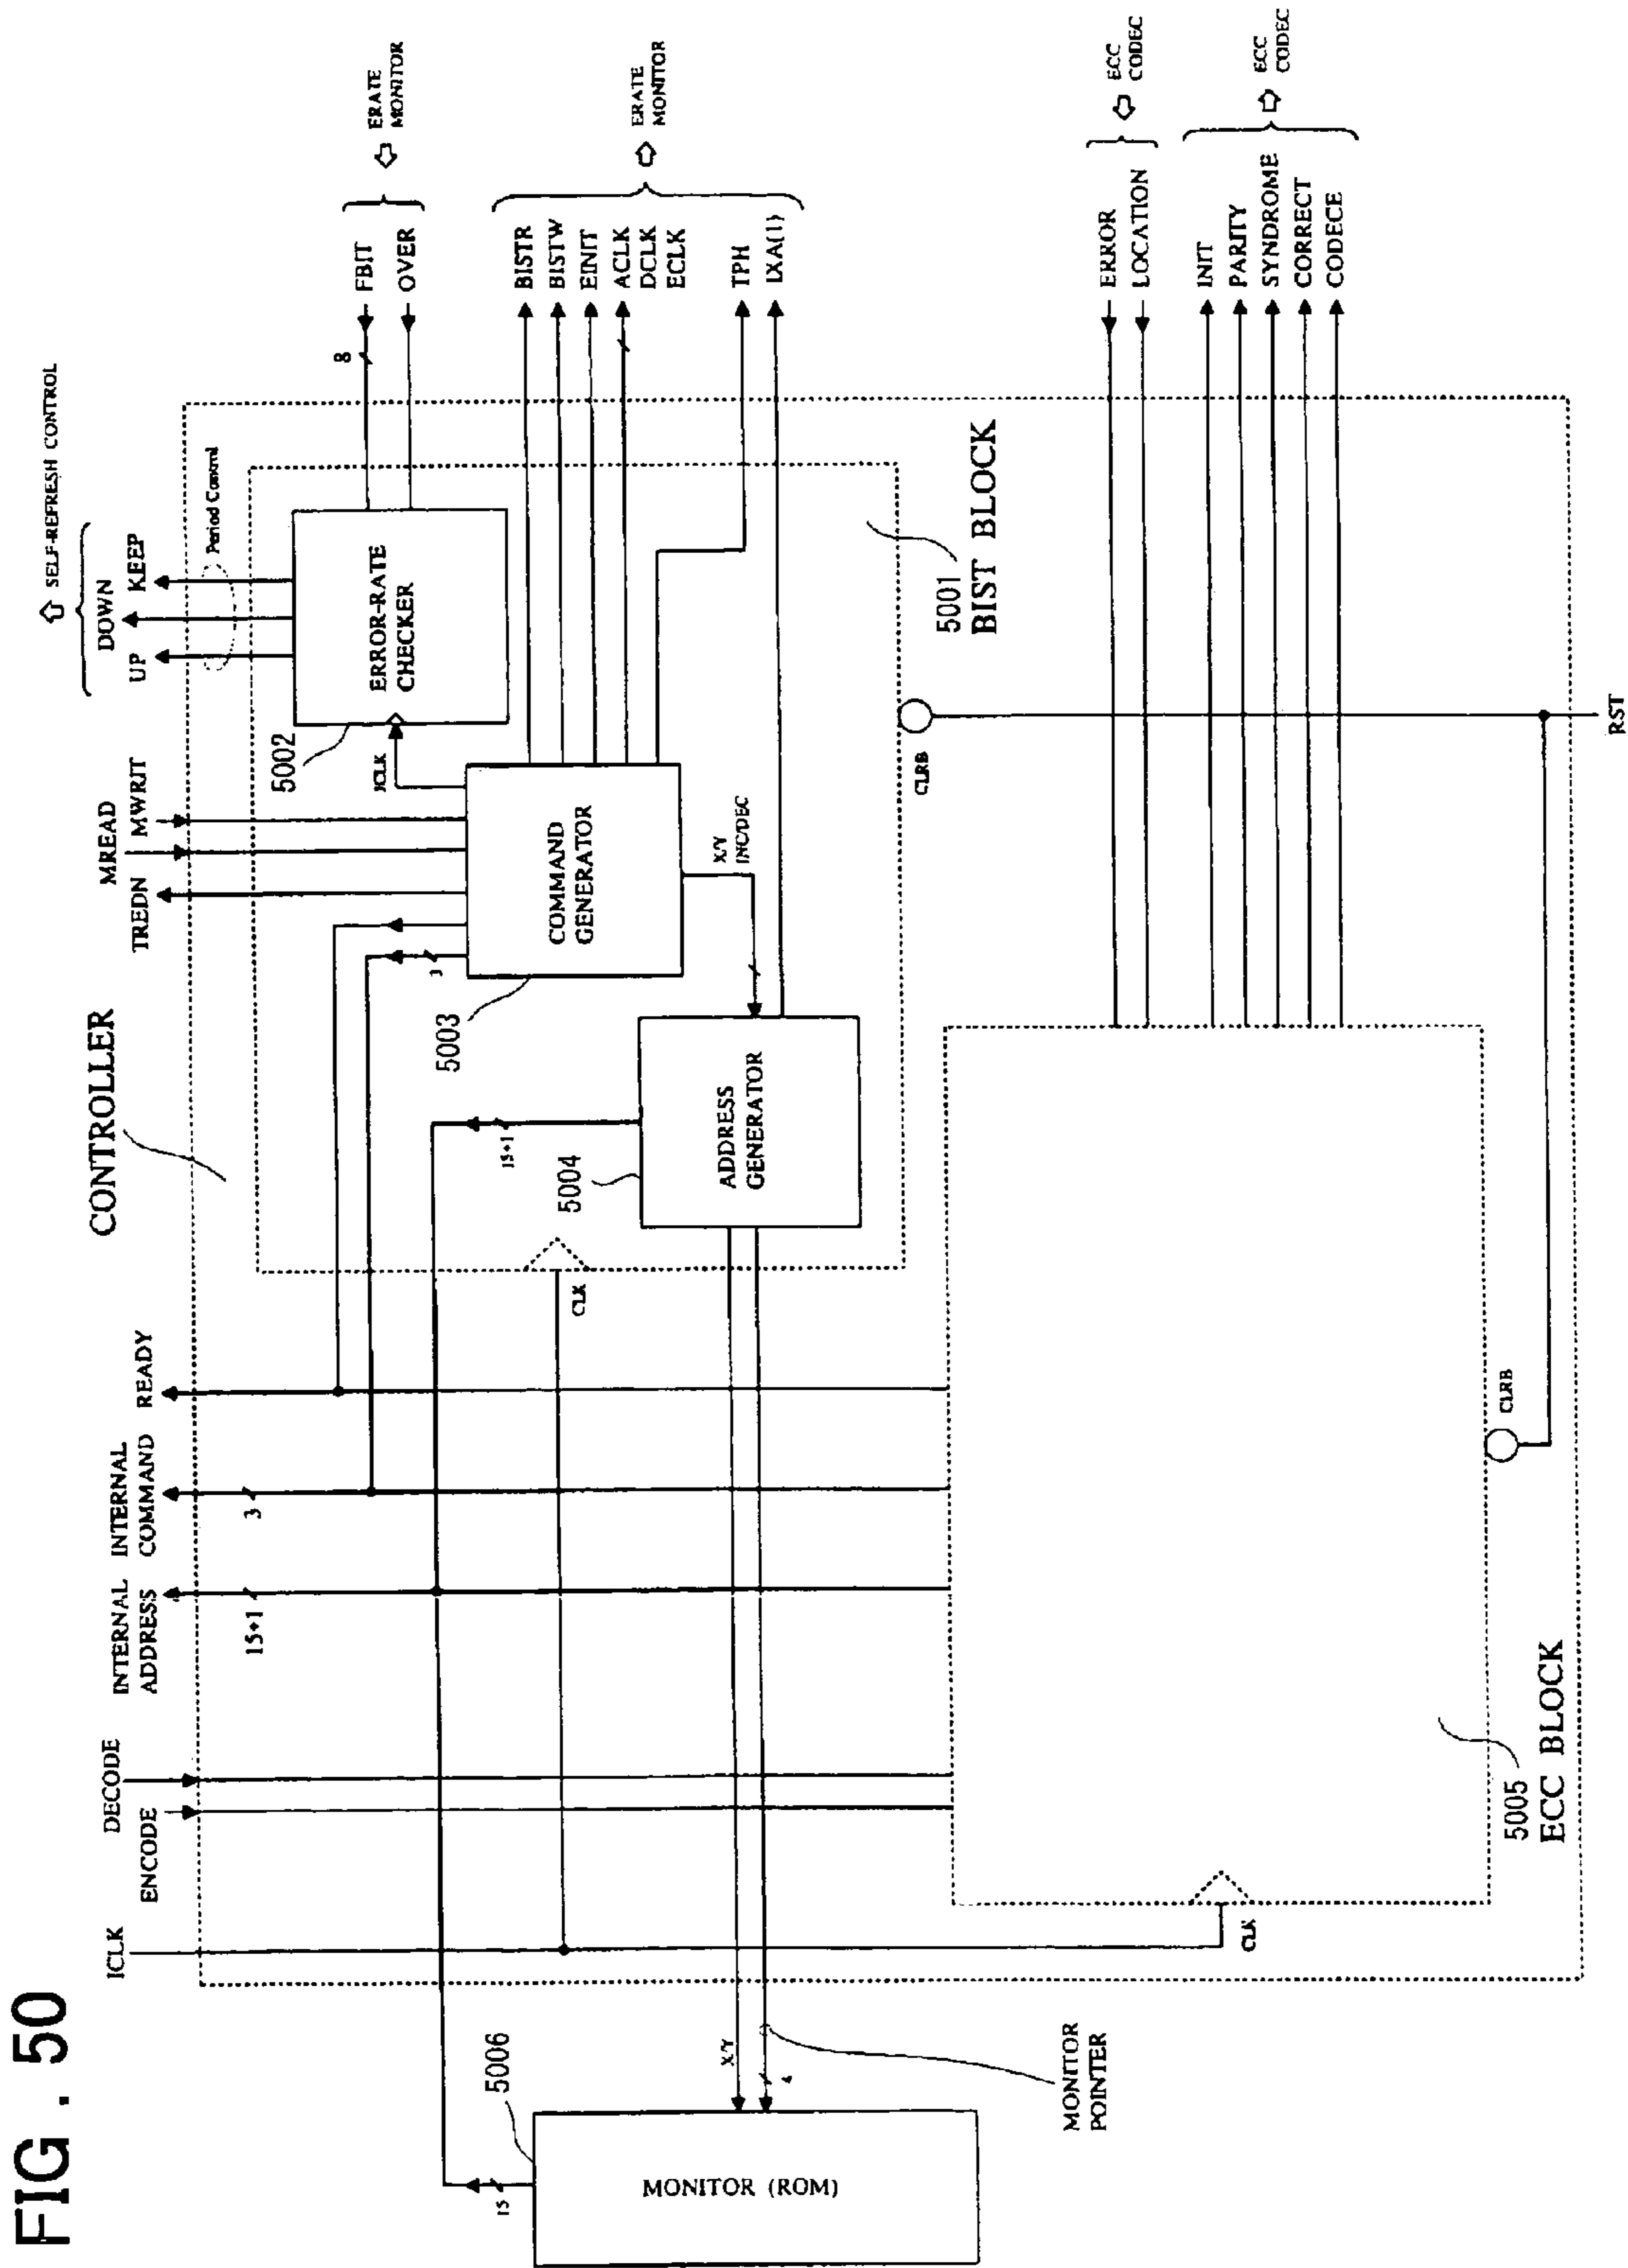 FIG. 50
CONTROLLER
SELF-REFRESH CONTROL
ICLK
ENCODE
DECODE
INTERNAL
ADDRESS
INTERNAL
COMMAND
READY
TREDN
MREAD
MWRIT
UP
DOWN
KEEP
Period Control
15+1
3
3
15+1
15
5006
MONITOR (ROM)
X/Y
4
MONITOR
POINTER
5004
ADDRESS
GENERATOR
5003
COMMAND
GENERATOR
X/Y
INC/DEC
5002
ERROR-RATE
CHECKER
CLK
CLRB
5001
BIST BLOCK
8
FBIT
OVER
ERATE
MONITOR
BISTR
BISTW
EINIT
ACLK
DCLK
ECLK
TPH
ERATE
MONITOR
ERROR
LOCATION
ECC
CODEC
INIT
PARITY
SYNDROME
CORRECT
CODECE
ECC
CODEC
CLK
CLRB
5005
ECC BLOCK
RST